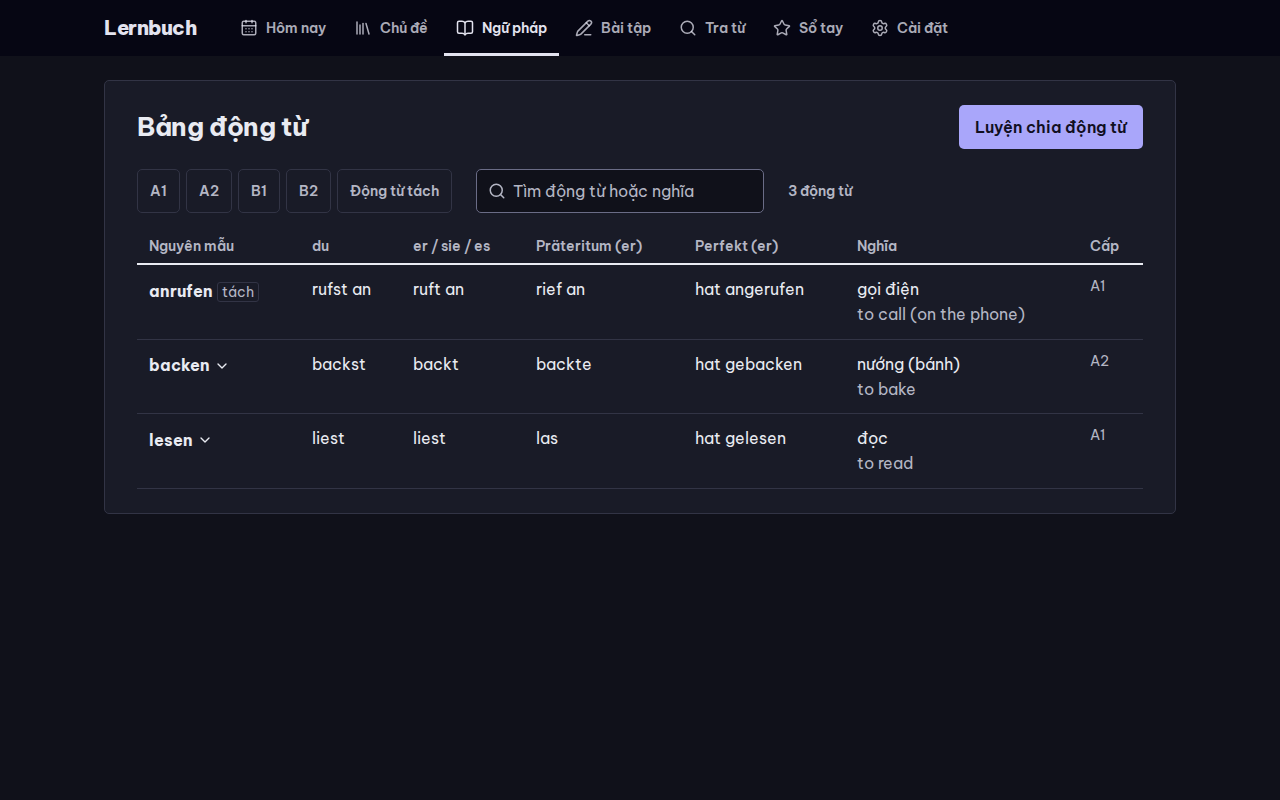 Lernbuch Hôm nay Chủ đề Ngữ pháp Bài tập Tra từ Sổ tay Cài đặt
Bảng động từ Luyện chia động từ
A1 A2 B1 B2 Động từ tách Tìm động từ hoặc nghĩa 3 động từ
Nguyên mẫu du er / sie / es Präteritum (er) Perfekt (er) Nghĩa Cấp
anrufen tách rufst an ruft an rief an hat angerufen gọi điện A1
to call (on the phone)
backen backst backt backte hat gebacken nướng (bánh) A2
to bake
lesen liest liest las hat gelesen đọc A1
to read